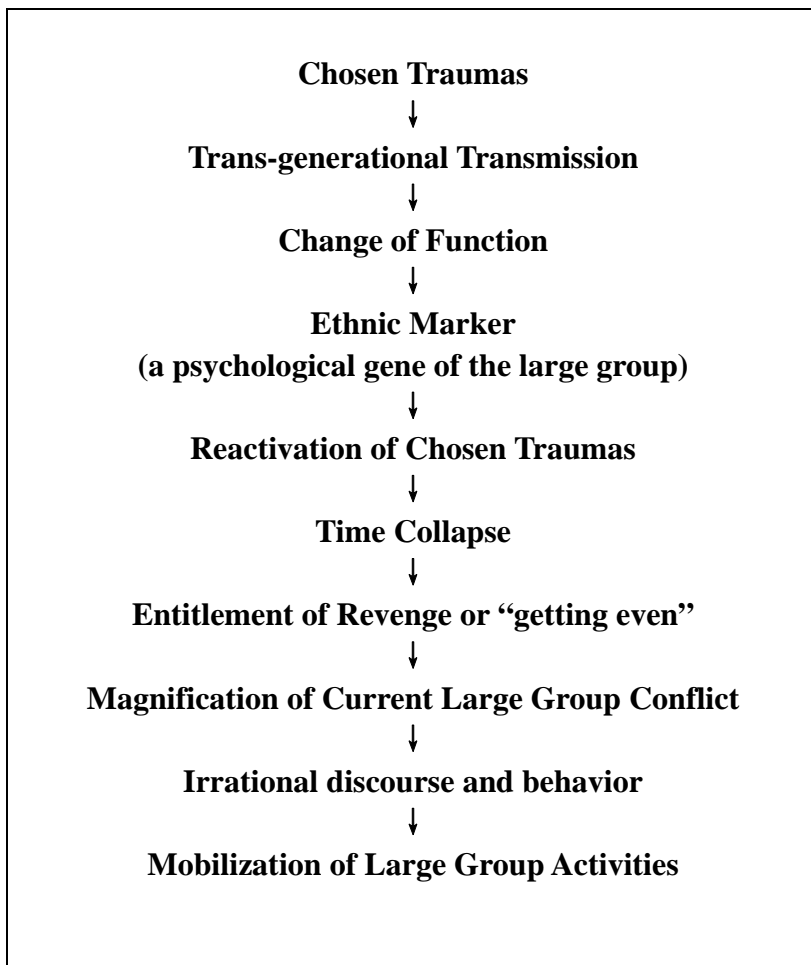 Chosen Traumas
↓
Trans-generational Transmission
↓
Change of Function
↓
Ethnic Marker
(a psychological gene of the large group)
↓
Reactivation of Chosen Traumas
↓
Time Collapse
↓
Entitlement of Revenge or “getting even”
↓
Magnification of Current Large Group Conflict
↓
Irrational discourse and behavior
↓
Mobilization of Large Group Activities